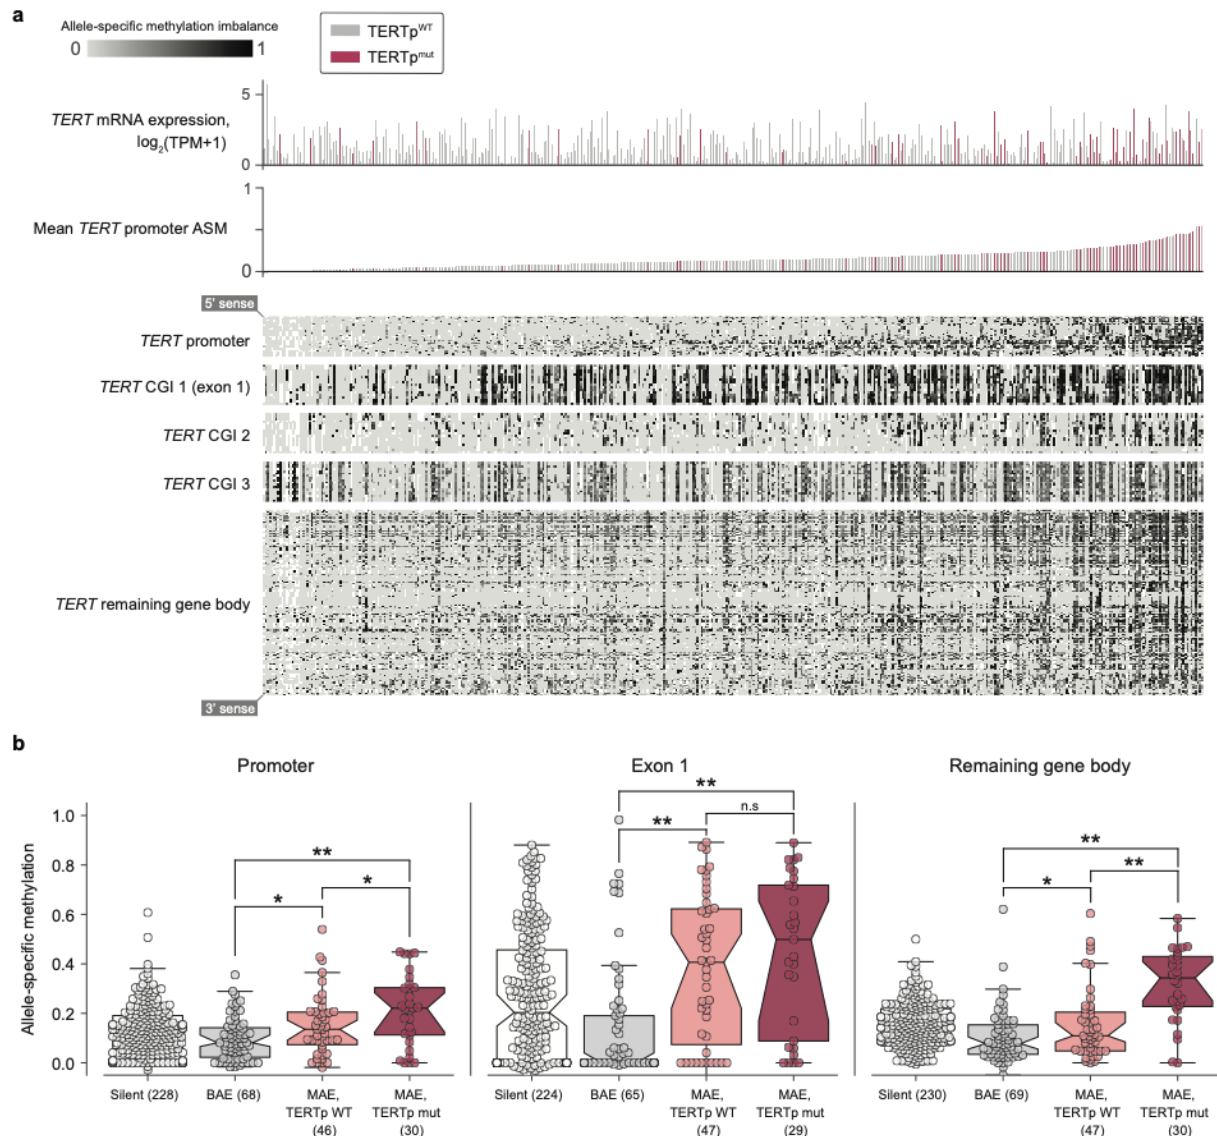 a
Allele-specific methylation imbalance
0 1
TERTp^WT
TERTp^mut
5
TERT mRNA expression,
log₂(TPM+1)
0
1
Mean TERT promoter ASM
0
5' sense
TERT promoter
TERT CGI 1 (exon 1)
TERT CGI 2
TERT CGI 3
TERT remaining gene body
3' sense
b
Promoter
Exon 1
Remaining gene body
Allele-specific methylation
1.0
0.8
0.6
0.4
0.2
0.0
**
*
*
**
n.s
**
**
**
*
Silent (228)
BAE (68)
MAE,
TERTp WT
(46)
MAE,
TERTp mut
(30)
Silent (224)
BAE (65)
MAE,
TERTp WT
(47)
MAE,
TERTp mut
(29)
Silent (230)
BAE (69)
MAE,
TERTp WT
(47)
MAE,
TERTp mut
(30)